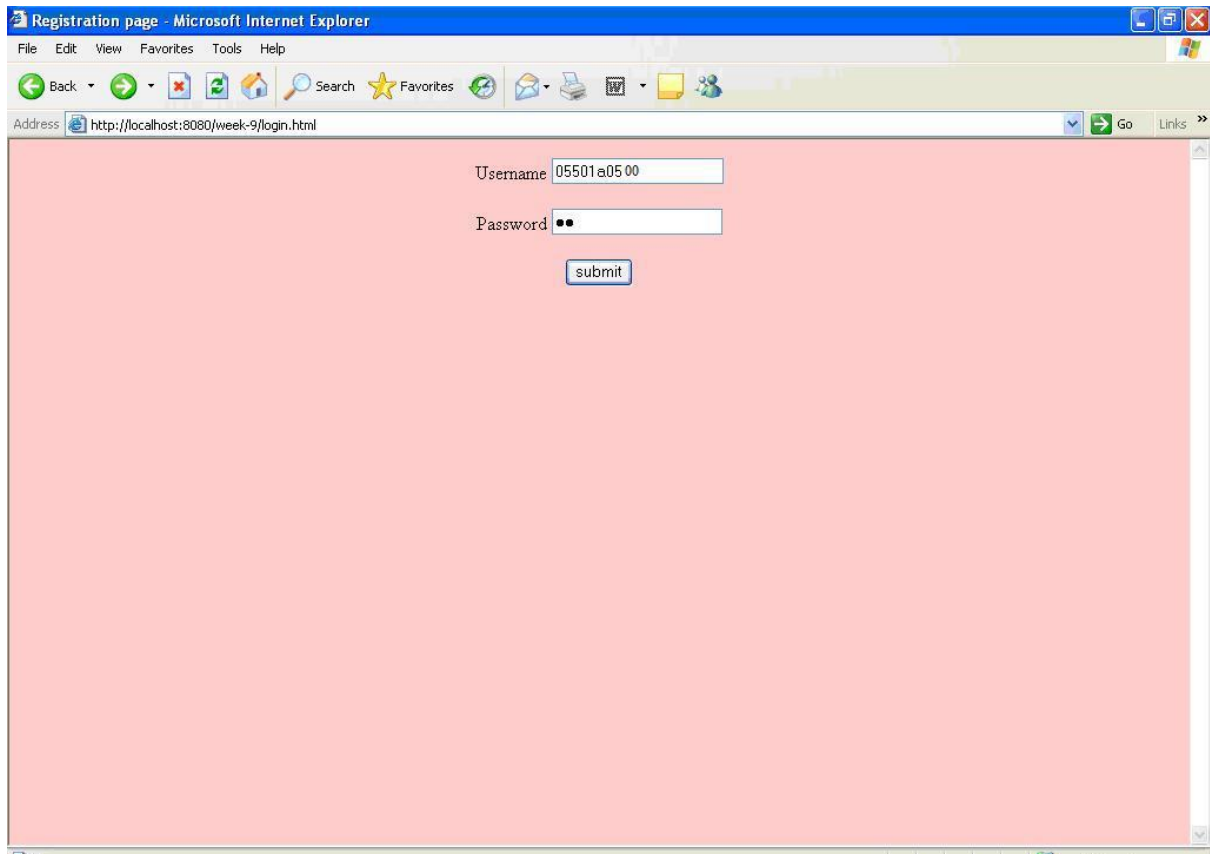 Registration page - Microsoft Internet Explorer
File Edit View Favorites Tools Help
Back Search Favorites
Address http://localhost:8080/week-9/login.html Go Links »
Username 05501a0500
Password ●●
submit